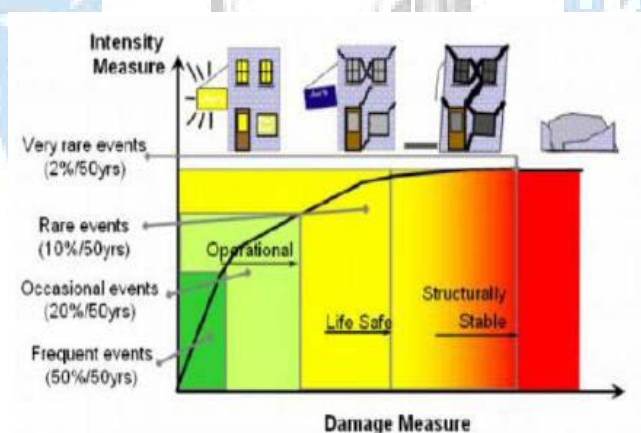 Intensity
Measure
Very rare events
(2%/50yrs)
Rare events
(10%/50yrs)
Occasional events
(20%/50yrs)
Frequent events
(50%/50yrs)
Operational
Life Safe
Structurally
Stable
Damage Measure